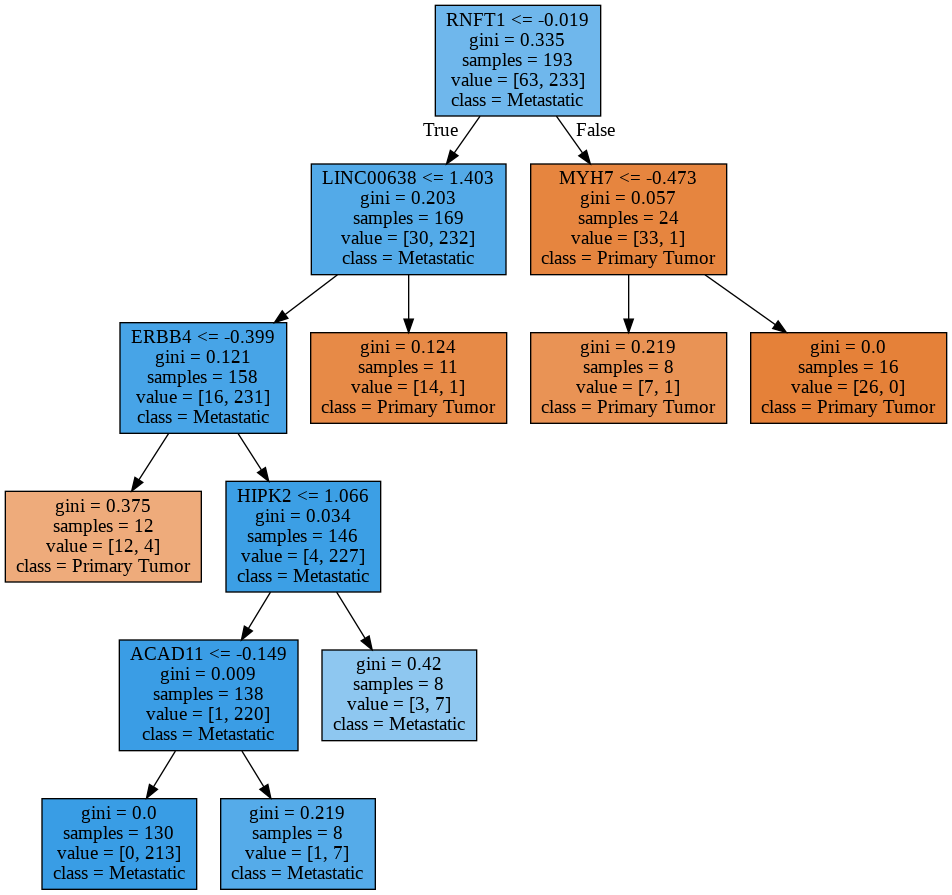 RNFT1 <= -0.019
gini = 0.335
samples = 193
value = [63, 233]
class = Metastatic
True
False
LINC00638 <= 1.403
gini = 0.203
samples = 169
value = [30, 232]
class = Metastatic
MYH7 <= -0.473
gini = 0.057
samples = 24
value = [33, 1]
class = Primary Tumor
ERBB4 <= -0.399
gini = 0.121
samples = 158
value = [16, 231]
class = Metastatic
gini = 0.124
samples = 11
value = [14, 1]
class = Primary Tumor
gini = 0.219
samples = 8
value = [7, 1]
class = Primary Tumor
gini = 0.0
samples = 16
value = [26, 0]
class = Primary Tumor
gini = 0.375
samples = 12
value = [12, 4]
class = Primary Tumor
HIPK2 <= 1.066
gini = 0.034
samples = 146
value = [4, 227]
class = Metastatic
ACAD11 <= -0.149
gini = 0.009
samples = 138
value = [1, 220]
class = Metastatic
gini = 0.42
samples = 8
value = [3, 7]
class = Metastatic
gini = 0.0
samples = 130
value = [0, 213]
class = Metastatic
gini = 0.219
samples = 8
value = [1, 7]
class = Metastatic